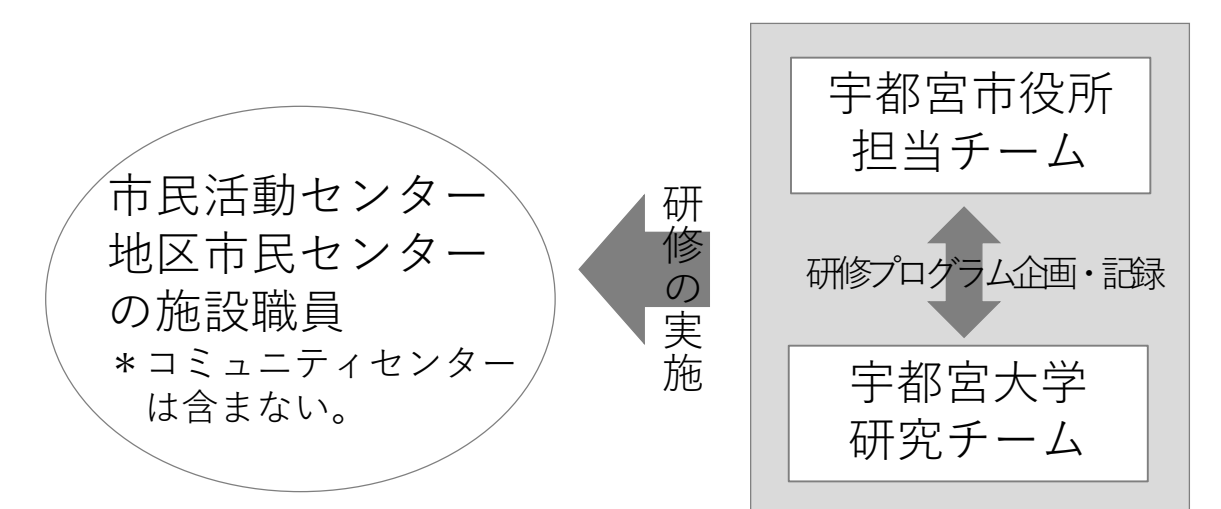 市民活動センター
地区市民センター
の施設職員
＊コミュニティセンター
は含まない。
研修の実施
宇都宮市役所
担当チーム
研修プログラム企画・記録
宇都宮大学
研究チーム